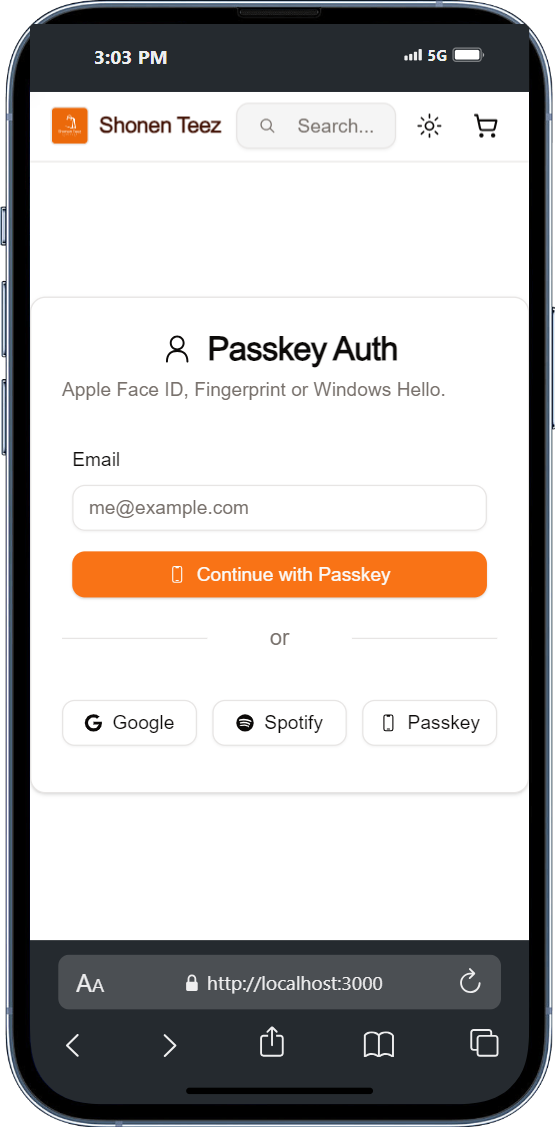 3:03 PM 5G
Shonen Teez Search...
Passkey Auth
Apple Face ID, Fingerprint or Windows Hello.
Email
me@example.com
Continue with Passkey
or
Google Spotify Passkey
AA http://localhost:3000